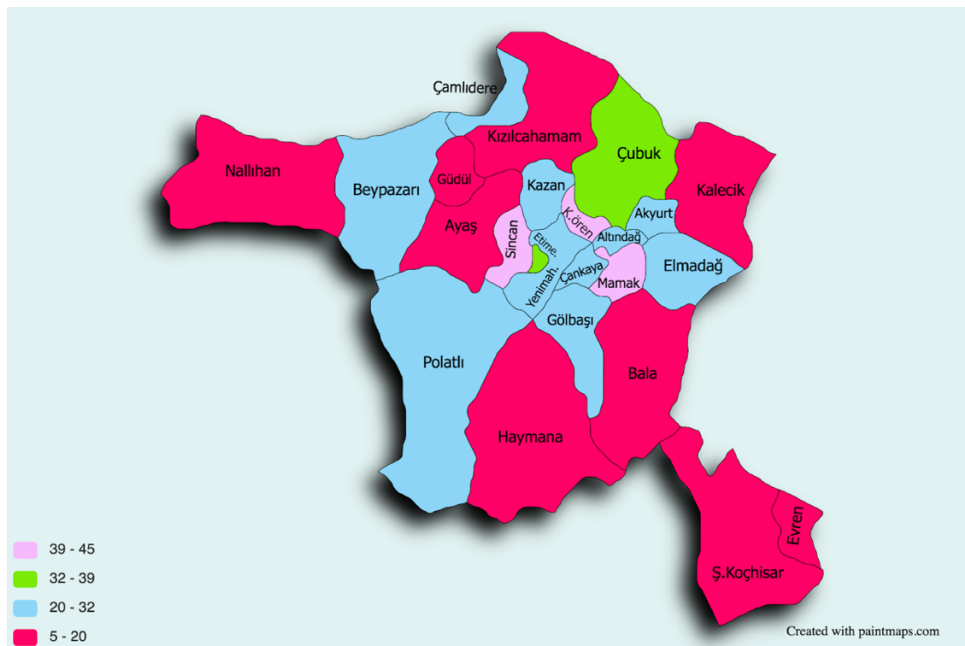 Çamlıdere
Kızılcahamam
Çubuk
Nallıhan
Beypazarı
Güdül
Kazan
Kalecik
Akyurt
Ayaş
K.ören
Sincan
Etime.
Altındağ
Elmadağ
Çankaya
Mamak
Yenimah.
Gölbaşı
Polatlı
Bala
Haymana
Evren
Ş.Koçhisar
39 - 45
32 - 39
20 - 32
5 - 20
Created with paintmaps.com